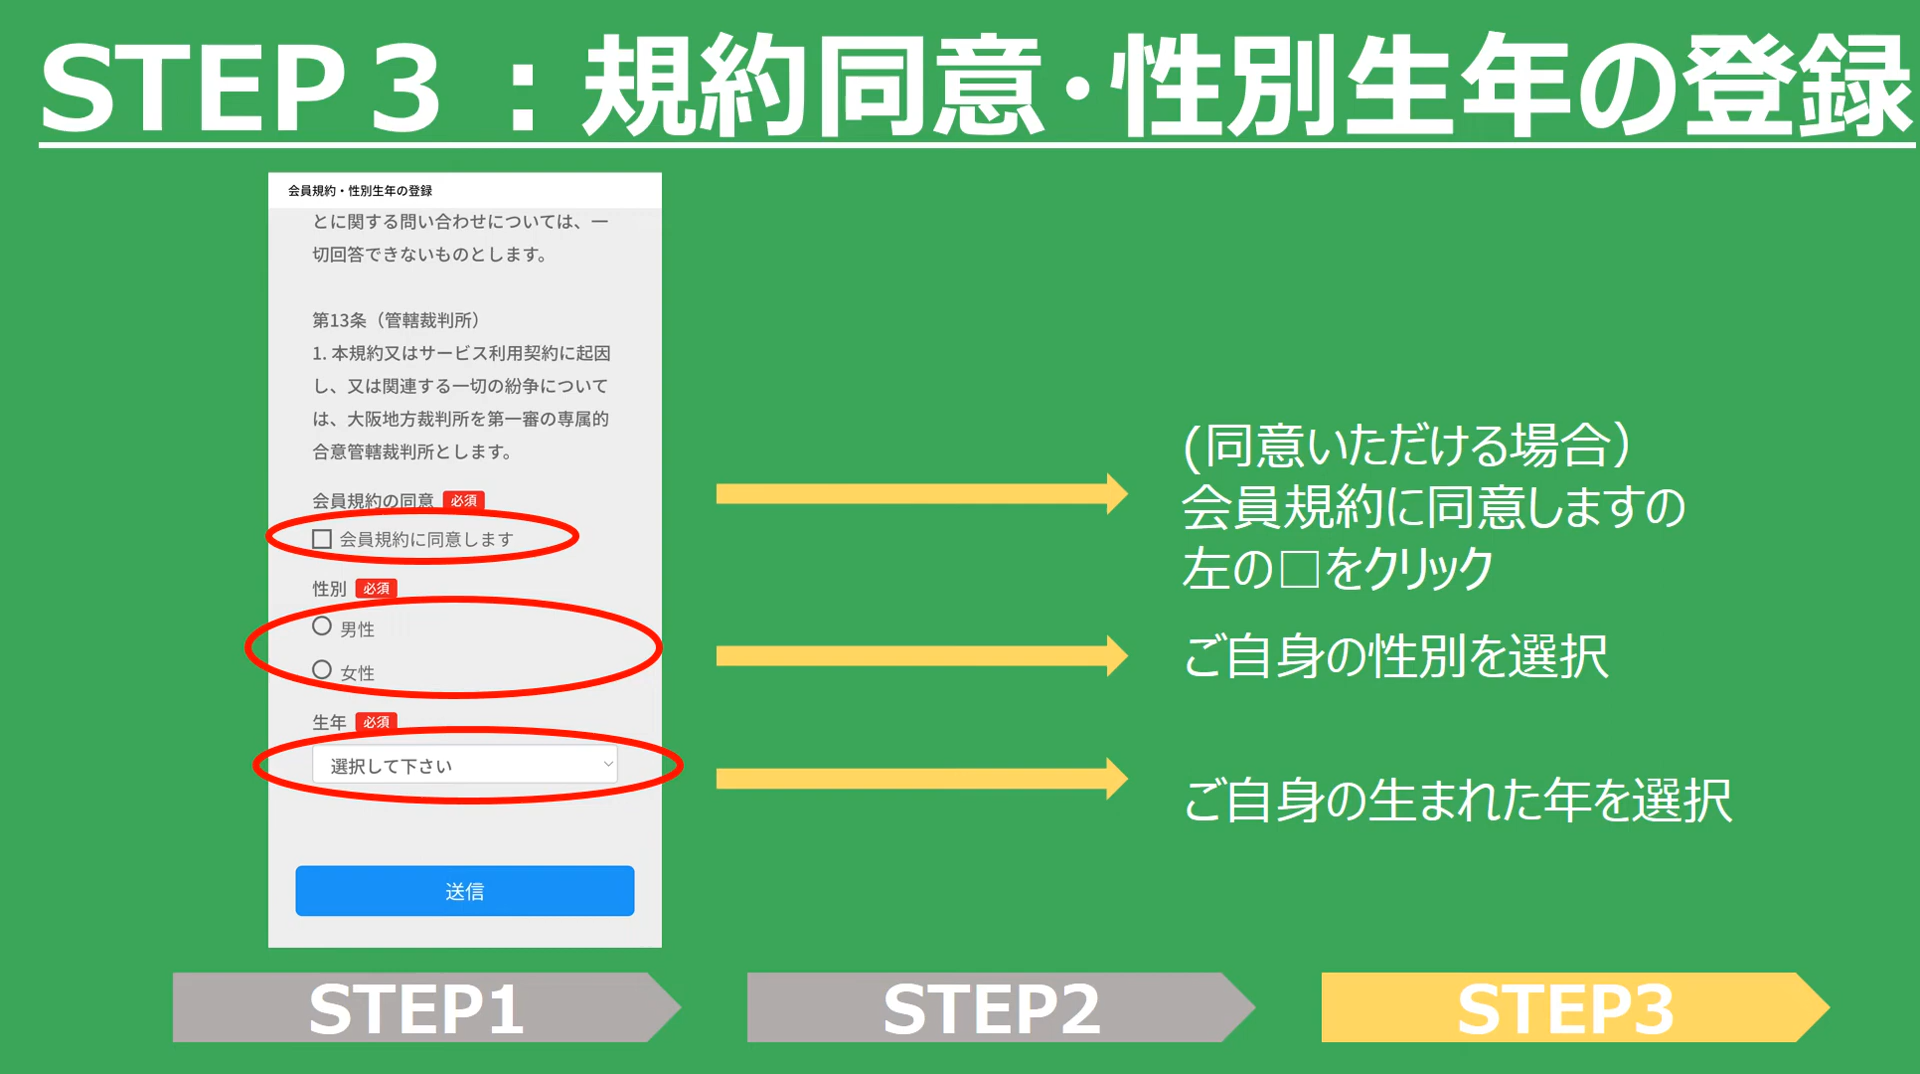 STEP３：規約同意・性別生年の登録
会員規約・性別生年の登録
とに関する問い合わせについては、一
切回答できないものとします。
第13条（管轄裁判所）
1. 本規約又はサービス利用契約に起因
し、又は関連する一切の紛争について
は、大阪地方裁判所を第一審の専属的
合意管轄裁判所とします。
会員規約の同意 必須
□ 会員規約に同意します
性別 必須
男性
女性
生年 必須
選択して下さい
送信
(同意いただける場合）
会員規約に同意しますの
左の□をクリック
ご自身の性別を選択
ご自身の生まれた年を選択
STEP1
STEP2
STEP3